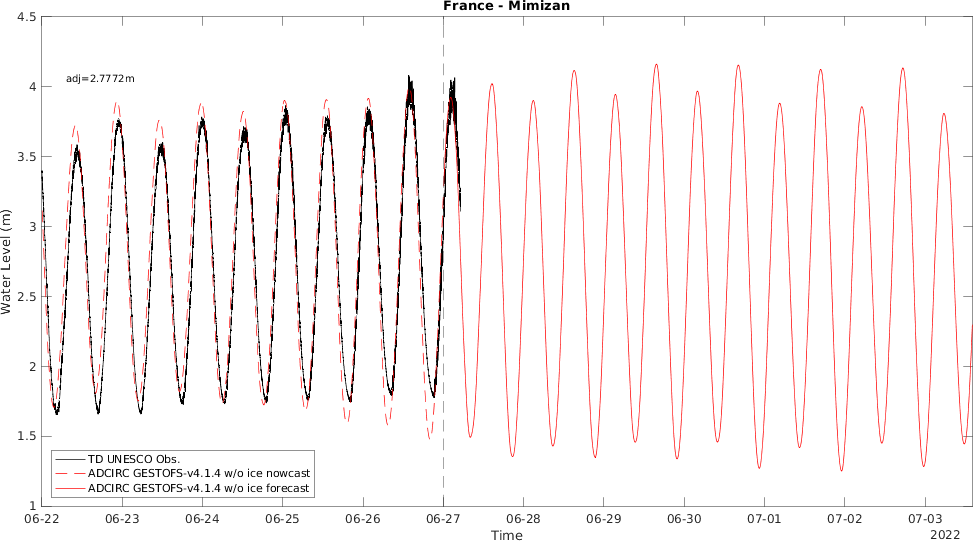 France - Mimizan
adj=2.7772m
4.5
4
3.5
3
2.5
2
1.5
1
Water Level (m)
TD UNESCO Obs.
ADCIRC GESTOFS-v4.1.4 w/o ice nowcast
ADCIRC GESTOFS-v4.1.4 w/o ice forecast
06-22 06-23 06-24 06-25 06-26 06-27 06-28 06-29 06-30 07-01 07-02 07-03
Time
2022